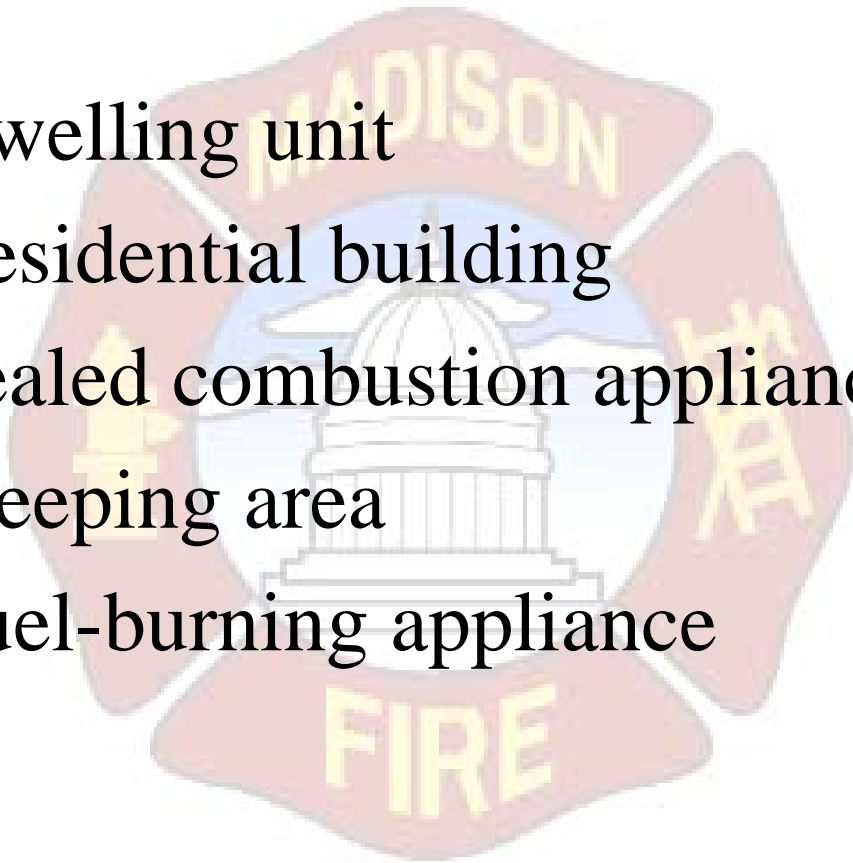 MADISON
welling unit
esidential building
ealed combustion applianc
eeping area
uel-burning appliance
FIRE